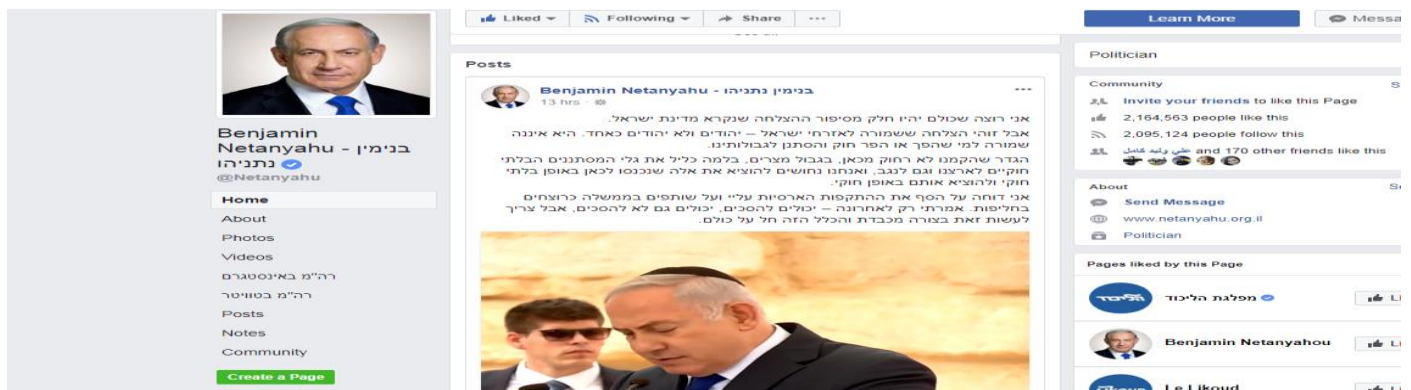 Liked
Following
Share
Learn More
Benjamin
Netanyahu - בנימין
נתניהו
@Netanyahu
Home
About
Photos
Videos
רה"מ באינסטגרם
רה"מ בטוויטר
Posts
Notes
Community
Create a Page
Posts
Benjamin Netanyahu - בנימין נתניהו
13 hrs
אני רוצה שכולם יהיו חלק מסיפור ההצלחה שנקרא מדינת ישראל.
אבל זוהי הצלחה ששמורה לאזרחי ישראל – יהודים ולא יהודים כאחד. היא איננה
שמורה למי שהפך או הפר חוק והסתנן לגבולותינו.
הגדר שהקמנו לא רחוק מכאן, בגבול מצרים, בלמה כליל את גלי המסתננים הבלתי
חוקיים לארצנו וגם לנגב, ואנחנו נחושים להוציא את אלה שנכנסו לכאן באופן בלתי
חוקי ולהוציא אותם באופן חוקי.
אני דוחה על הסף את ההתקפות הארסיות עליי ועל שותפים בממשלה כרוצחים
בחליפות. אמרתי רק לאחרונה – יכולים להסכים, יכולים גם לא להסכים, אבל צריך
לעשות זאת בצורה מכבדת והכלל הזה חל על כולם.
Politician
Community
Invite your friends to like this Page
2,164,563 people like this
2,095,124 people follow this
علي وليد كامل and 170 other friends like this
About
Send Message
www.netanyahu.org.il
Politician
Pages liked by this Page
הליכוד
מפלגת הליכוד
Benjamin Netanyahou
Le Likoud